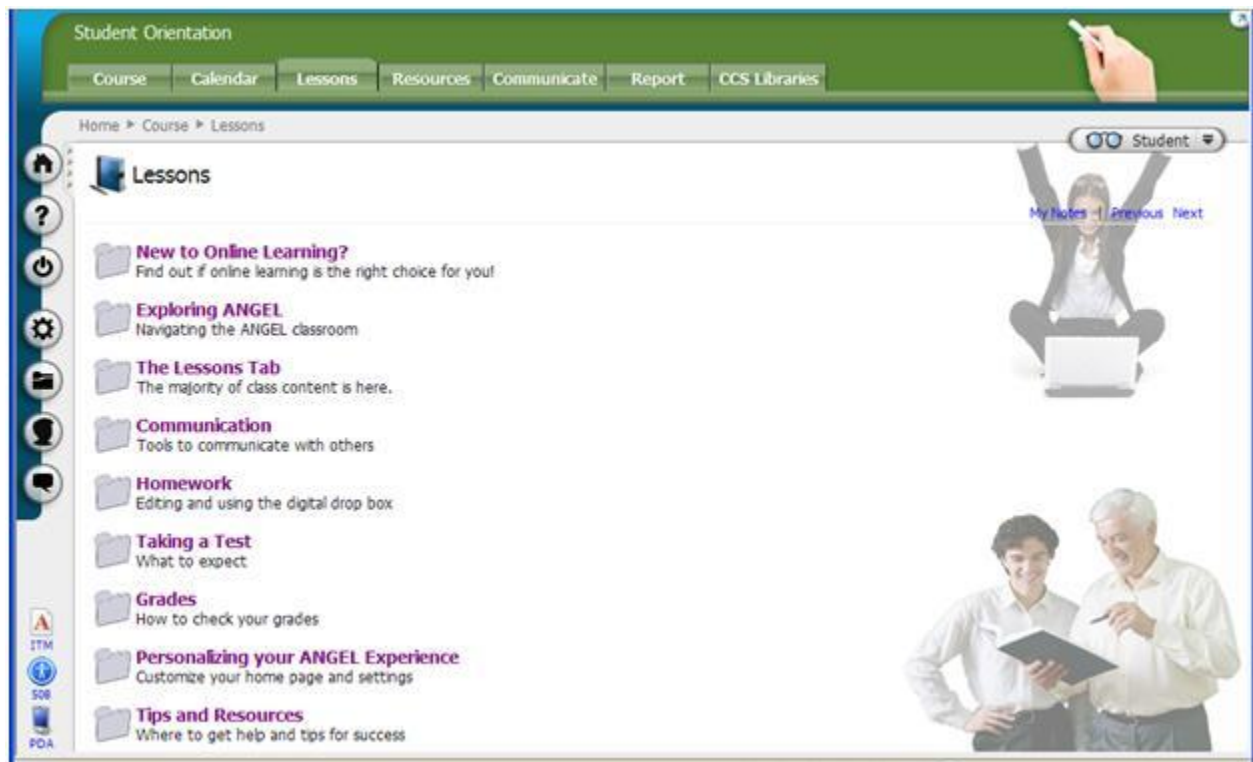 Student Orientation
Course Calendar Lessons Resources Communicate Report CCS Libraries
Home ▸ Course ▸ Lessons
Student
Lessons
My Notes | Previous Next
New to Online Learning?
Find out if online learning is the right choice for you!
Exploring ANGEL
Navigating the ANGEL classroom
The Lessons Tab
The majority of class content is here.
Communication
Tools to communicate with others
Homework
Editing and using the digital drop box
Taking a Test
What to expect
Grades
How to check your grades
Personalizing your ANGEL Experience
Customize your home page and settings
Tips and Resources
Where to get help and tips for success
?
A
ITM
508
PDA